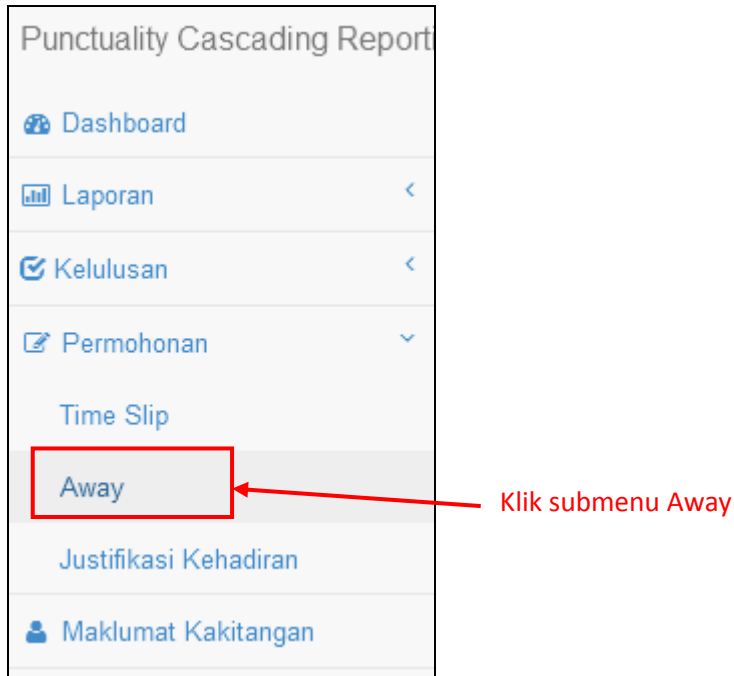 Punctuality Cascading Report
Dashboard
Laporan
Kelulusan
Permohonan
Time Slip
Away
Klik submenu Away
Justifikasi Kehadiran
Maklumat Kakitangan